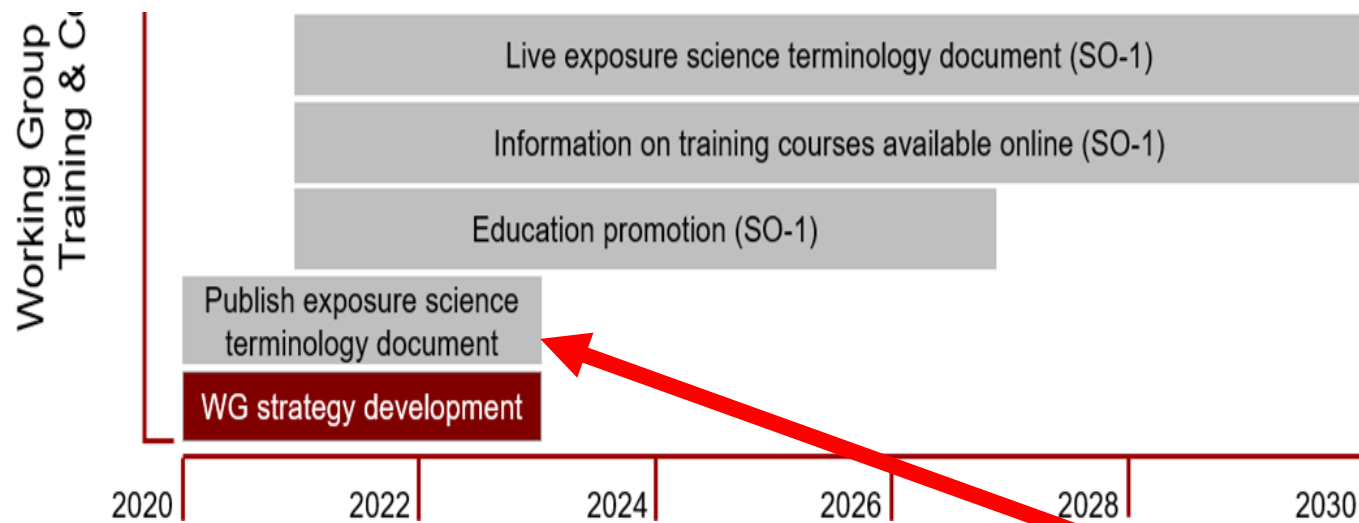 Working Group
Training &
Live exposure science terminology document (SO-1)
Information on training courses available online (SO-1)
Education promotion (SO-1)
Publish exposure science
terminology document
WG strategy development
2020
2022
2024
2026
2028
2030